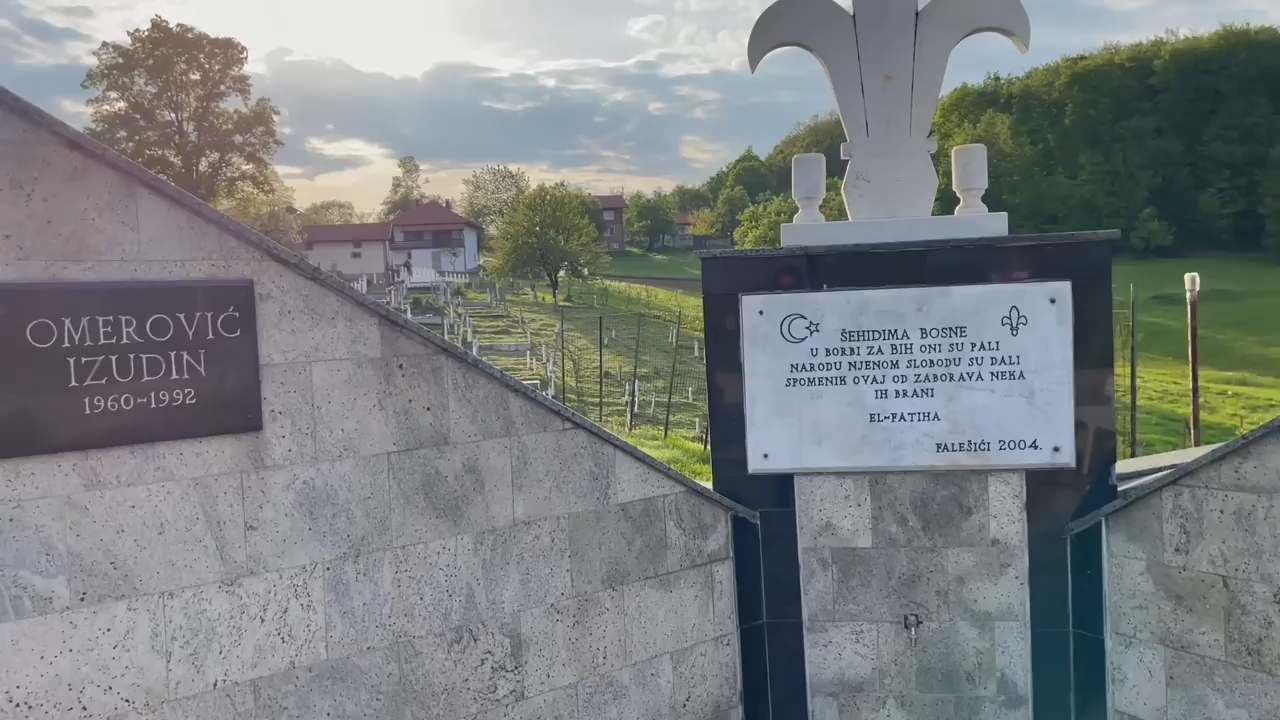 OMEROVIĆ
IZUDIN
1960~1992
ŠEHIDIMA BOSNE
U BORBI ZA BIH ONI SU PALI
NARODU NJENOM SLOBODU SU DALI
SPOMENIK OVAJ OD ZABORAVA NEKA
IH BRANI
EL~FATIHA
FALEŠIĆI 2004.